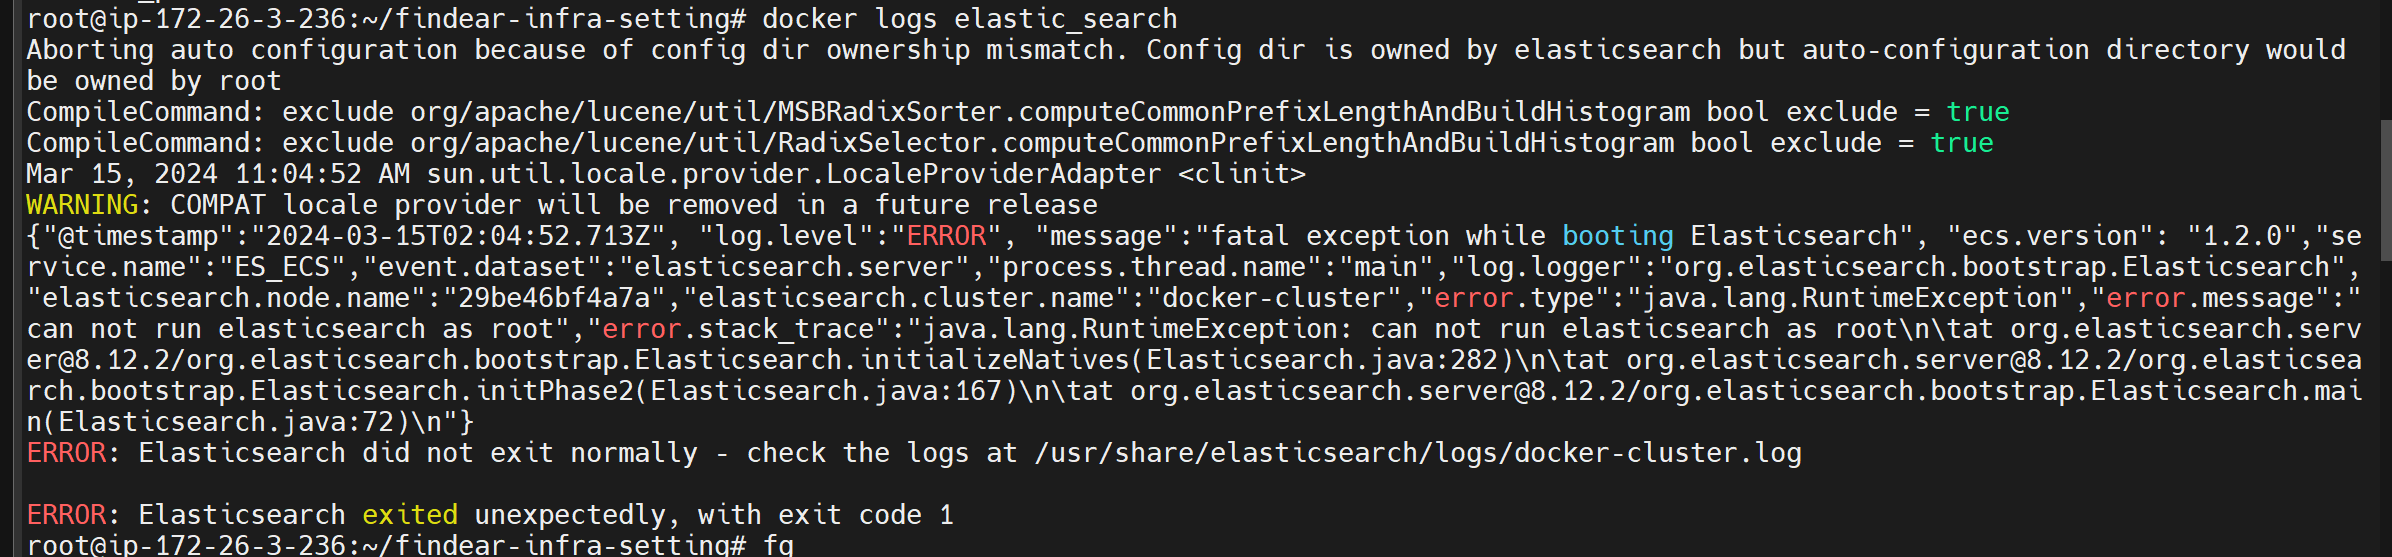 root@ip-172-26-3-236:~/findear-infra-setting# docker logs elastic_search
Aborting auto configuration because of config dir ownership mismatch. Config dir is owned by elasticsearch but auto-configuration directory would
be owned by root
CompileCommand: exclude org/apache/lucene/util/MSBRadixSorter.computeCommonPrefixLengthAndBuildHistogram bool exclude = true
CompileCommand: exclude org/apache/lucene/util/RadixSelector.computeCommonPrefixLengthAndBuildHistogram bool exclude = true
Mar 15, 2024 11:04:52 AM sun.util.locale.provider.LocaleProviderAdapter <clinit>
WARNING: COMPAT locale provider will be removed in a future release
{"@timestamp":"2024-03-15T02:04:52.713Z", "log.level":"ERROR", "message":"fatal exception while booting Elasticsearch", "ecs.version": "1.2.0","se
rvice.name":"ES_ECS","event.dataset":"elasticsearch.server","process.thread.name":"main","log.logger":"org.elasticsearch.bootstrap.Elasticsearch",
"elasticsearch.node.name":"29be46bf4a7a","elasticsearch.cluster.name":"docker-cluster","error.type":"java.lang.RuntimeException","error.message":"
can not run elasticsearch as root","error.stack_trace":"java.lang.RuntimeException: can not run elasticsearch as root\n\tat org.elasticsearch.serv
er@8.12.2/org.elasticsearch.bootstrap.Elasticsearch.initializeNatives(Elasticsearch.java:282)\n\tat org.elasticsearch.server@8.12.2/org.elasticsea
rch.bootstrap.Elasticsearch.initPhase2(Elasticsearch.java:167)\n\tat org.elasticsearch.server@8.12.2/org.elasticsearch.bootstrap.Elasticsearch.mai
n(Elasticsearch.java:72)\n"}
ERROR: Elasticsearch did not exit normally - check the logs at /usr/share/elasticsearch/logs/docker-cluster.log
ERROR: Elasticsearch exited unexpectedly, with exit code 1
root@ip-172-26-3-236:~/findear-infra-setting# fg